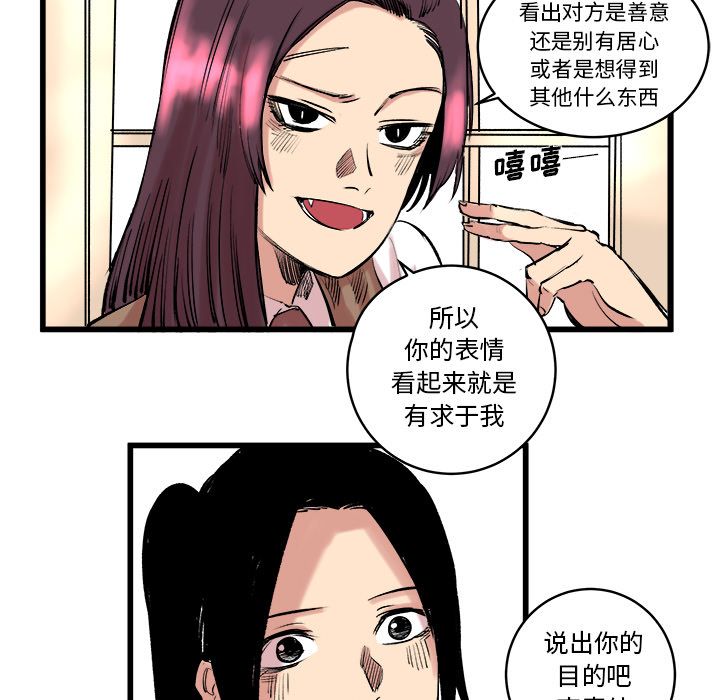 看出对方是善意
还是别有居心
或者是想得到
其他什么东西
嘻嘻
所以
你的表情
看起来就是
有求于我
说出你的
目的吧